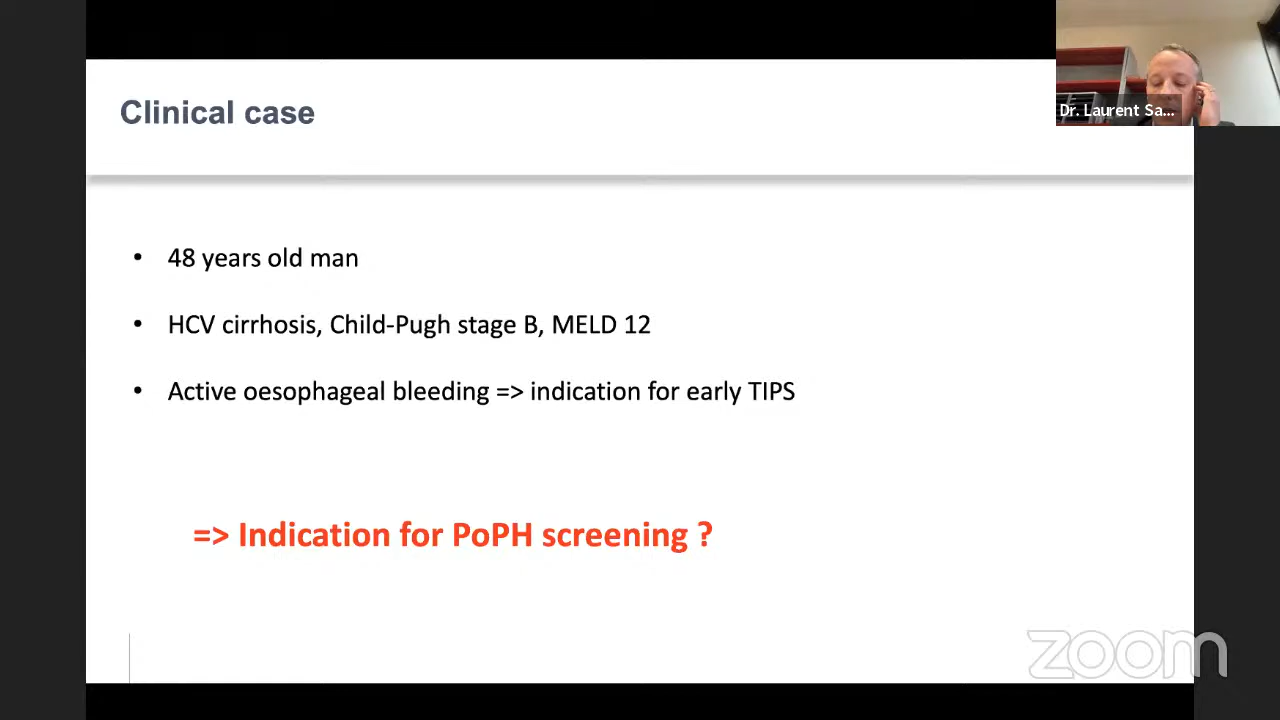 Dr. Laurent Sa...
Clinical case
• 48 years old man
• HCV cirrhosis, Child-Pugh stage B, MELD 12
• Active oesophageal bleeding => indication for early TIPS
=> Indication for PoPH screening ?
zoom